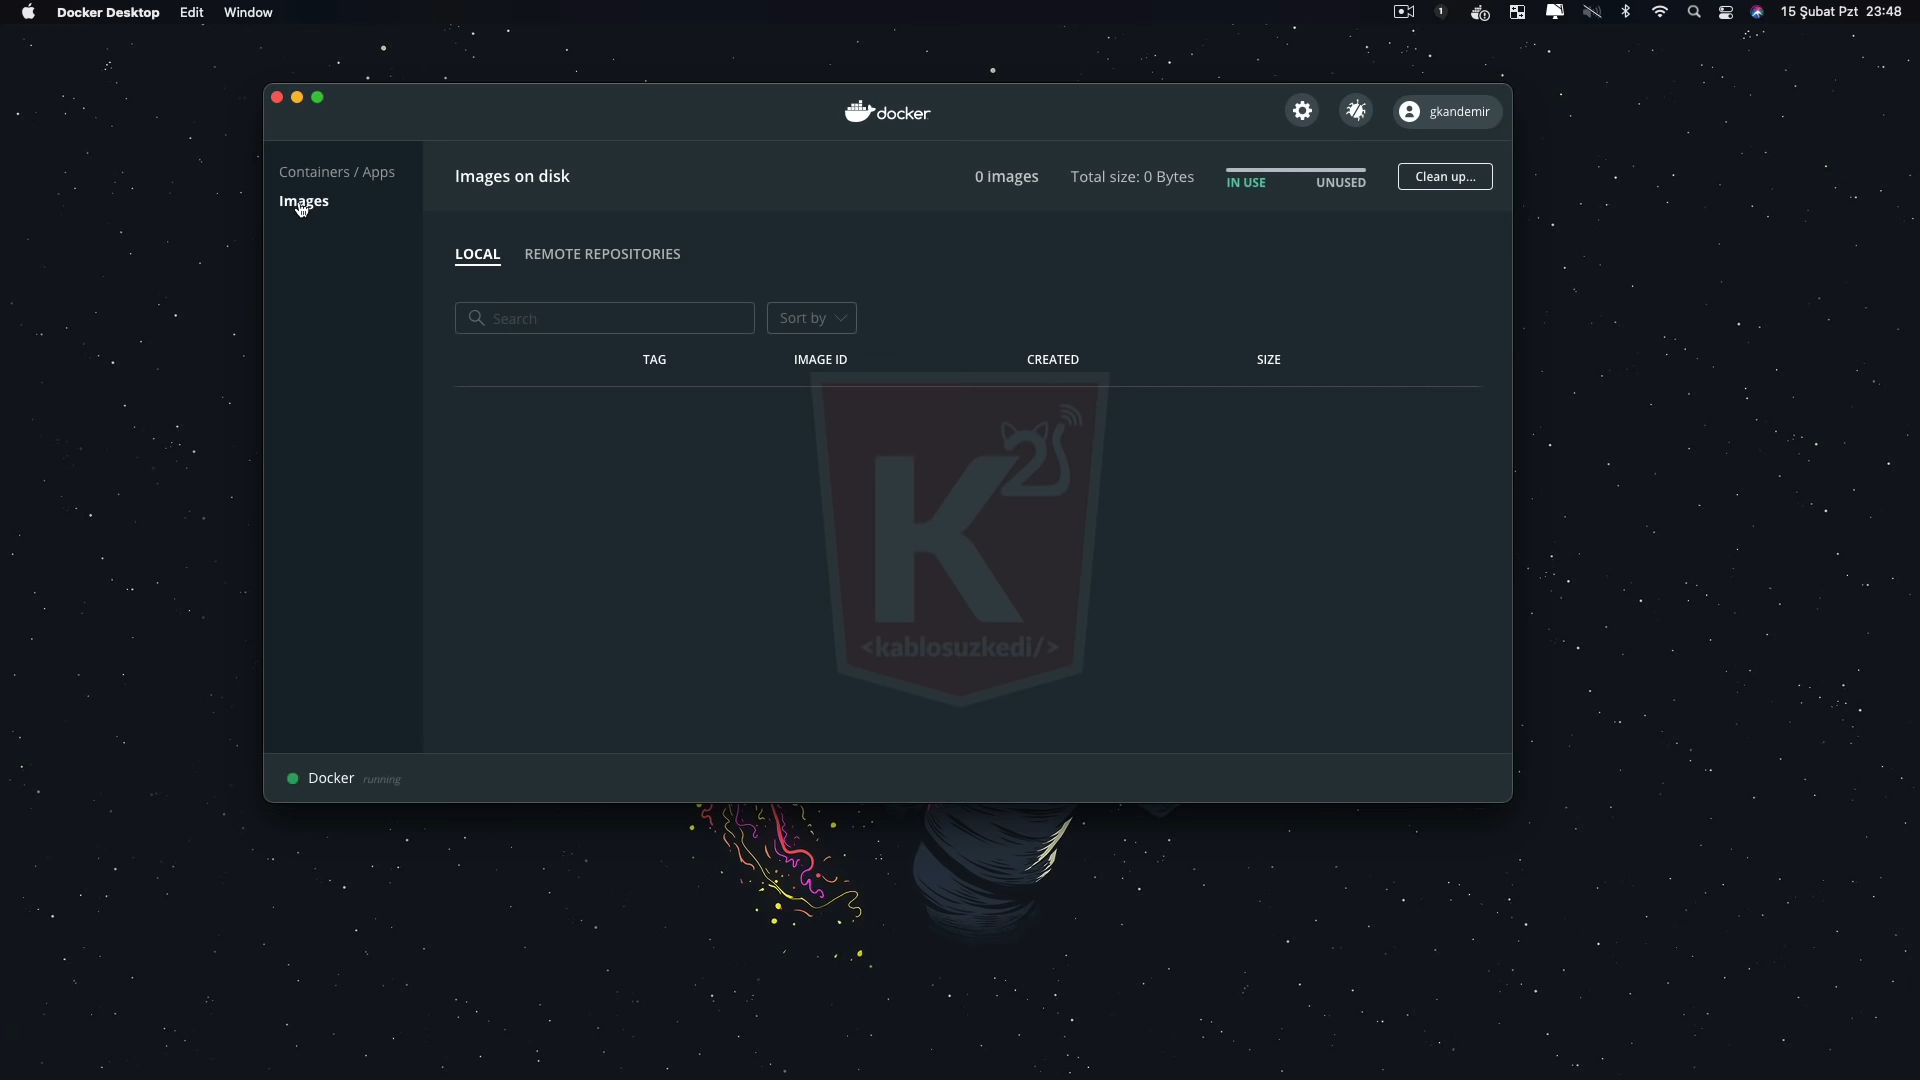 Docker Desktop Edit Window
1
15 Şubat Pzt 23:48
docker
gkandemir
Containers / Apps
Images
Images on disk
0 images
Total size: 0 Bytes
IN USE
UNUSED
Clean up...
LOCAL
REMOTE REPOSITORIES
Search
Sort by
TAG
IMAGE ID
CREATED
SIZE
K
<kablosuzkedi/>
Docker running